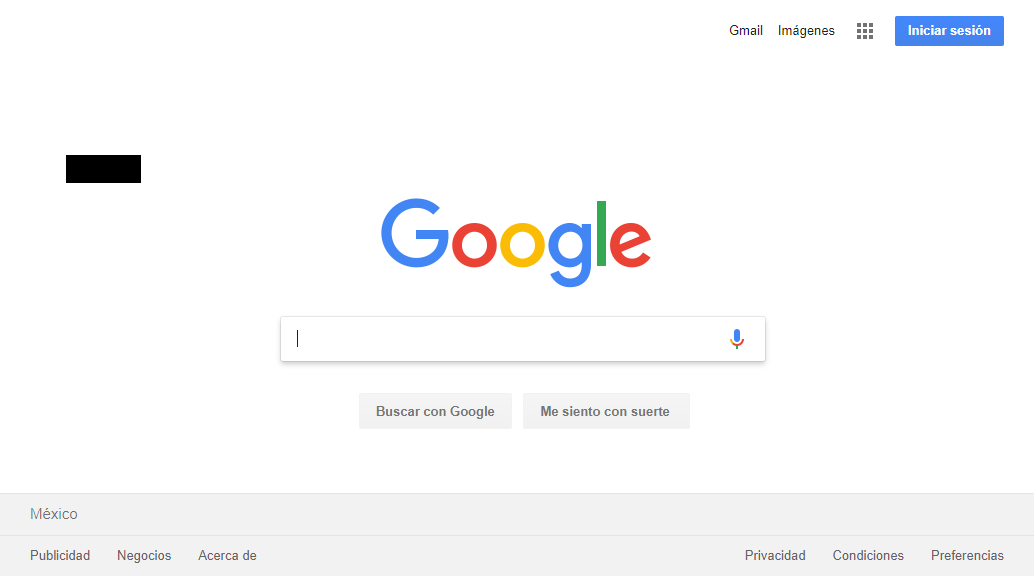 Gmail Imágenes Iniciar sesión
Google
Buscar con Google Me siento con suerte
México
Publicidad Negocios Acerca de Privacidad Condiciones Preferencias